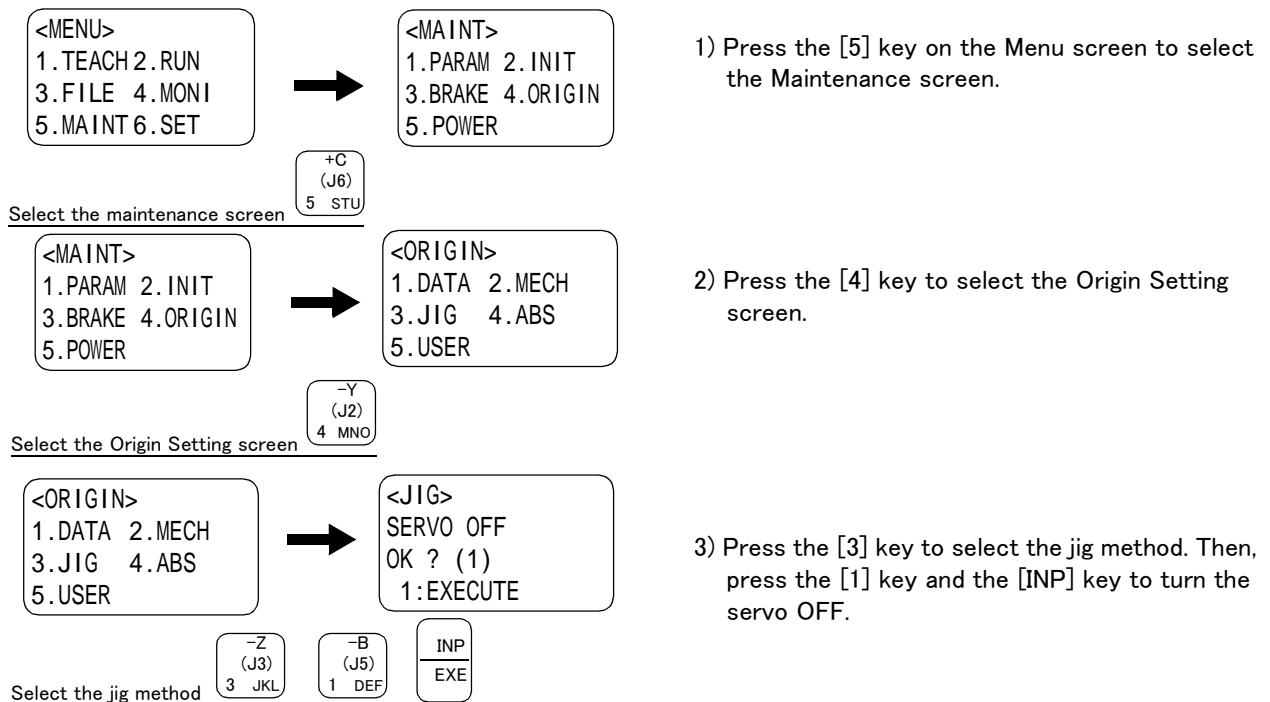 <MENU>
1.TEACH 2.RUN
3.FILE 4.MONI
5.MAINT 6.SET
<MAINT>
1.PARAM 2.INIT
3.BRAKE 4.ORIGIN
5.POWER
1) Press the [5] key on the Menu screen to select
the Maintenance screen.
Select the maintenance screen
+C
(J6)
5 STU
<MAINT>
1.PARAM 2.INIT
3.BRAKE 4.ORIGIN
5.POWER
<ORIGIN>
1.DATA 2.MECH
3.JIG 4.ABS
5.USER
2) Press the [4] key to select the Origin Setting
screen.
Select the Origin Setting screen
−Y
(J2)
4 MNO
<ORIGIN>
1.DATA 2.MECH
3.JIG 4.ABS
5.USER
<JIG>
SERVO OFF
OK ? (1)
1:EXECUTE
3) Press the [3] key to select the jig method. Then,
press the [1] key and the [INP] key to turn the
servo OFF.
Select the jig method
−Z
(J3)
3 JKL
−B
(J5)
1 DEF
INP
EXE